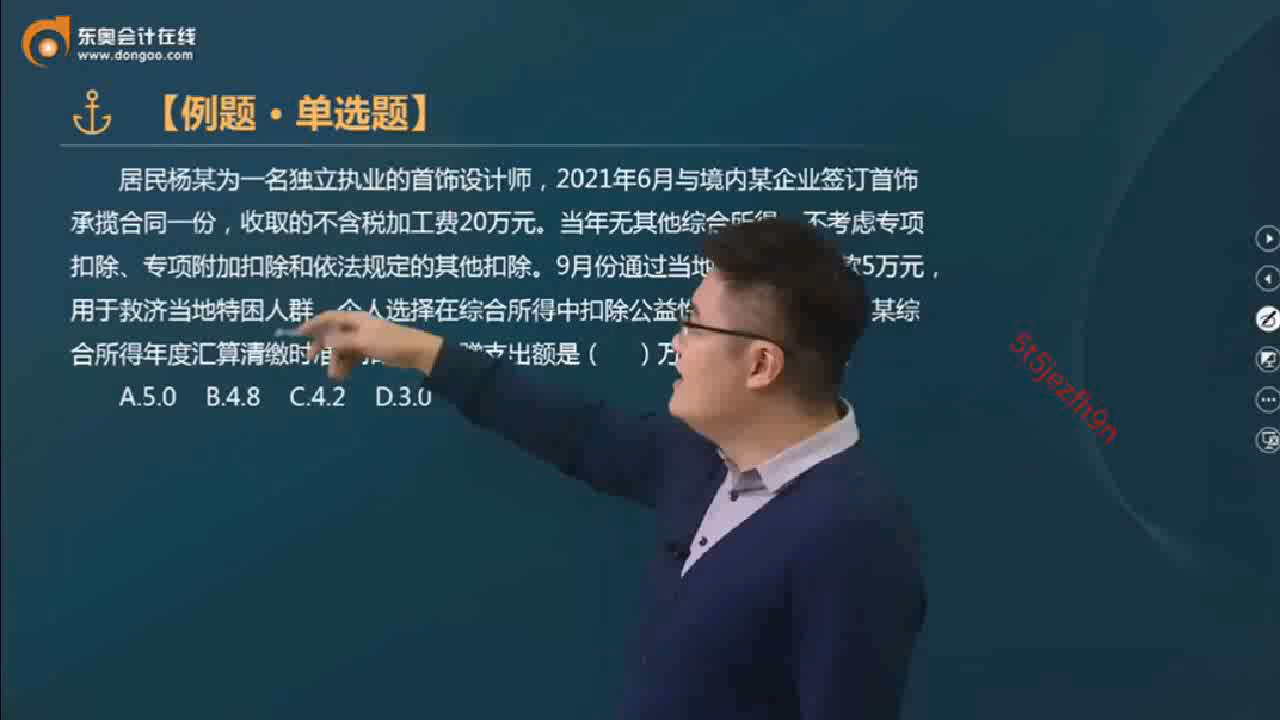 东奥会计在线
www.dongao.com
【例题·单选题】
居民杨某为一名独立执业的首饰设计师，2021年6月与境内某企业签订首饰
承揽合同一份，收取的不含税加工费20万元。当年无其他综合所得，不考虑专项
扣除、专项附加扣除和依法规定的其他扣除。9月份通过当地 款5万元，
用于救济当地特困人群，个人选择在综合所得中扣除公益 某综
合所得年度汇算清缴时准 赠支出额是（ ）万
A.5.0 B.4.8 C.4.2 D.3.0
5t5jezfh9n